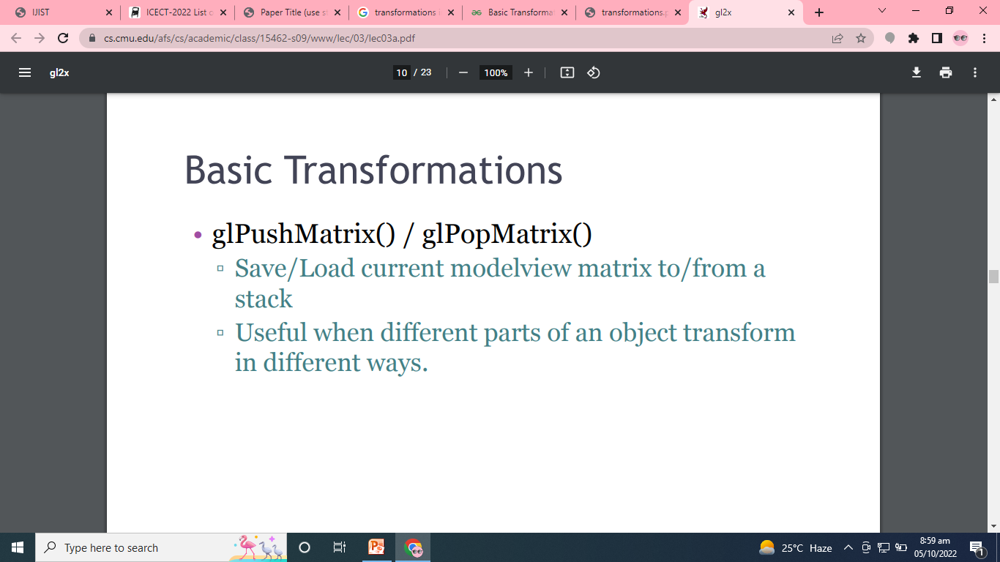 IJIST
ICECT-2022 List o
Paper Title (use s
transformations i
Basic Transformat
transformations.p
gl2x
cs.cmu.edu/afs/cs/academic/class/15462-s09/www/lec/03/lec03a.pdf
gl2x
10 / 23
100%
Basic Transformations
• glPushMatrix() / glPopMatrix()
▫ Save/Load current modelview matrix to/from a
stack
▫ Useful when different parts of an object transform
in different ways.
Type here to search
25°C Haze
8:59 am
05/10/2022
1